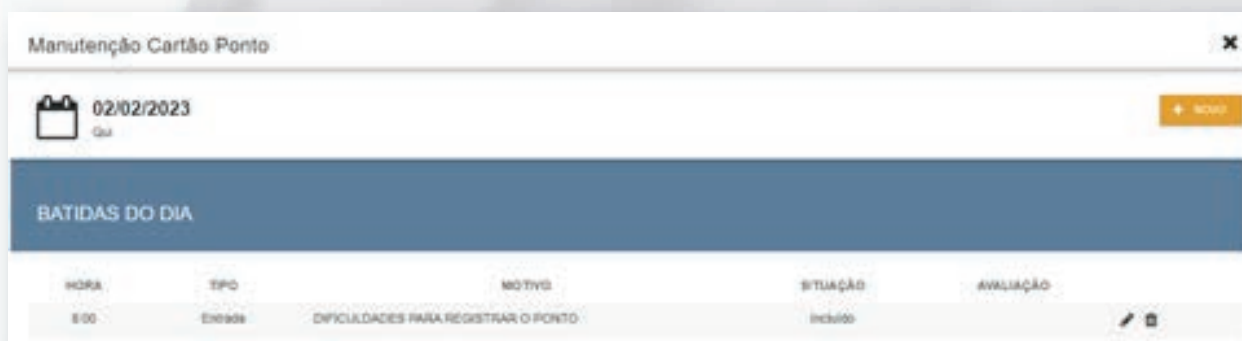 Manutenção Cartão Ponto
02/02/2023
Qui
+ NOVO
BATIDAS DO DIA
HORA TIPO MOTIVO SITUAÇÃO AVALIAÇÃO
8:00 Entrada DIFICULDADES PARA REGISTRAR O PONTO Incluído